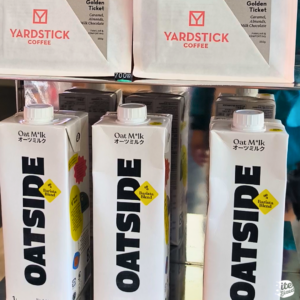 Golden
Ticket
Caramel,
Almonds,
Milk Chocolate
YARDSTICK
COFFEE
Golden
Ticket
Caramel,
Almonds,
Milk Chocolate
YARDSTICK
COFFEE
Oat M*lk
オーツミルク
OATSIDE
Barista
Blend
Oat M*lk
オーツミルク
OATSIDE
Barista
Blend
Oat M*lk
オーツミルク
OATSIDE
Barista
Blend